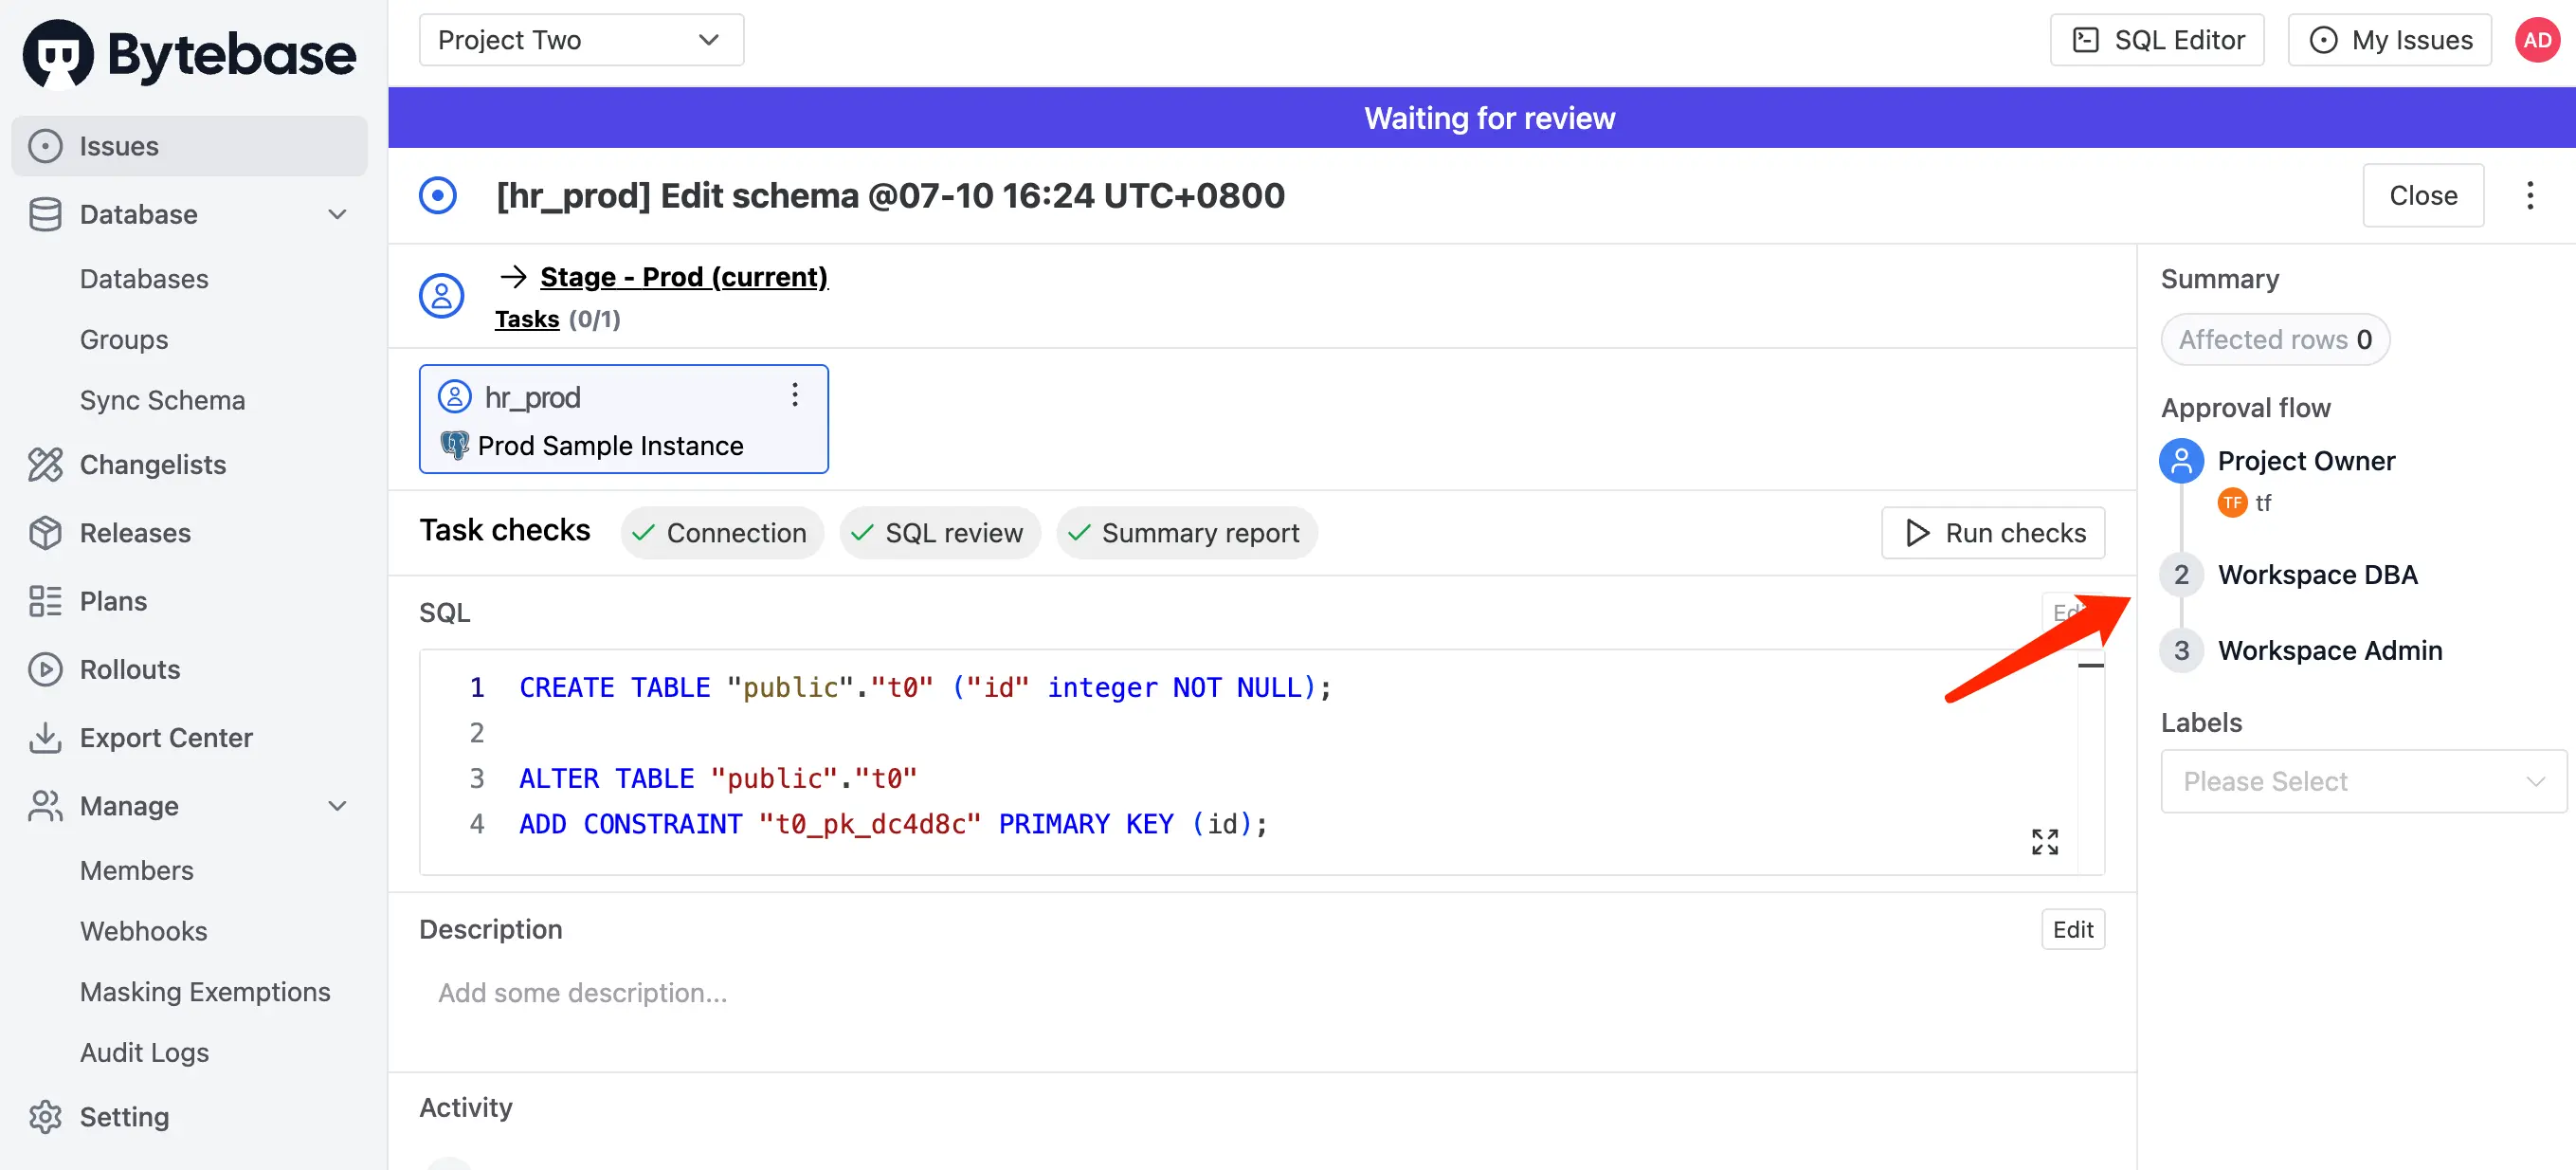 Bytebase
Project Two
SQL Editor
My Issues
AD
Waiting for review
Issues
Database
Databases
Groups
Sync Schema
Changelists
Releases
Plans
Rollouts
Export Center
Manage
Members
Webhooks
Masking Exemptions
Audit Logs
Setting
[hr_prod] Edit schema @07-10 16:24 UTC+0800
Close
→ Stage - Prod (current)
Tasks (0/1)
hr_prod
Prod Sample Instance
Task checks
Connection
SQL review
Summary report
Run checks
SQL
1 CREATE TABLE "public"."t0" ("id" integer NOT NULL);
2
3 ALTER TABLE "public"."t0"
4 ADD CONSTRAINT "t0_pk_dc4d8c" PRIMARY KEY (id);
Description
Edit
Add some description...
Activity
Summary
Affected rows 0
Approval flow
Project Owner
TF tf
2 Workspace DBA
3 Workspace Admin
Labels
Please Select